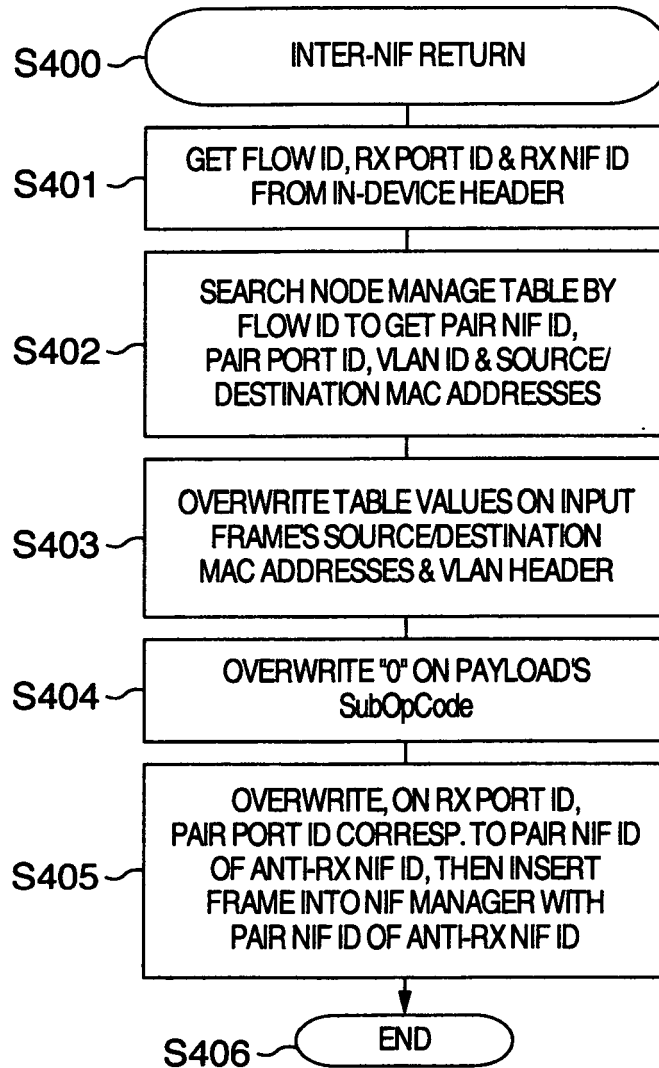 S400
INTER-NIF RETURN
S401
GET FLOW ID, RX PORT ID & RX NIF ID
FROM IN-DEVICE HEADER
S402
SEARCH NODE MANAGE TABLE BY
FLOW ID TO GET PAIR NIF ID,
PAIR PORT ID, VLAN ID & SOURCE/
DESTINATION MAC ADDRESSES
S403
OVERWRITE TABLE VALUES ON INPUT
FRAME'S SOURCE/DESTINATION
MAC ADDRESSES & VLAN HEADER
S404
OVERWRITE "0" ON PAYLOAD'S
SubOpCode
S405
OVERWRITE, ON RX PORT ID,
PAIR PORT ID CORRESP. TO PAIR NIF ID
OF ANTI-RX NIF ID, THEN INSERT
FRAME INTO NIF MANAGER WITH
PAIR NIF ID OF ANTI-RX NIF ID
S406
END